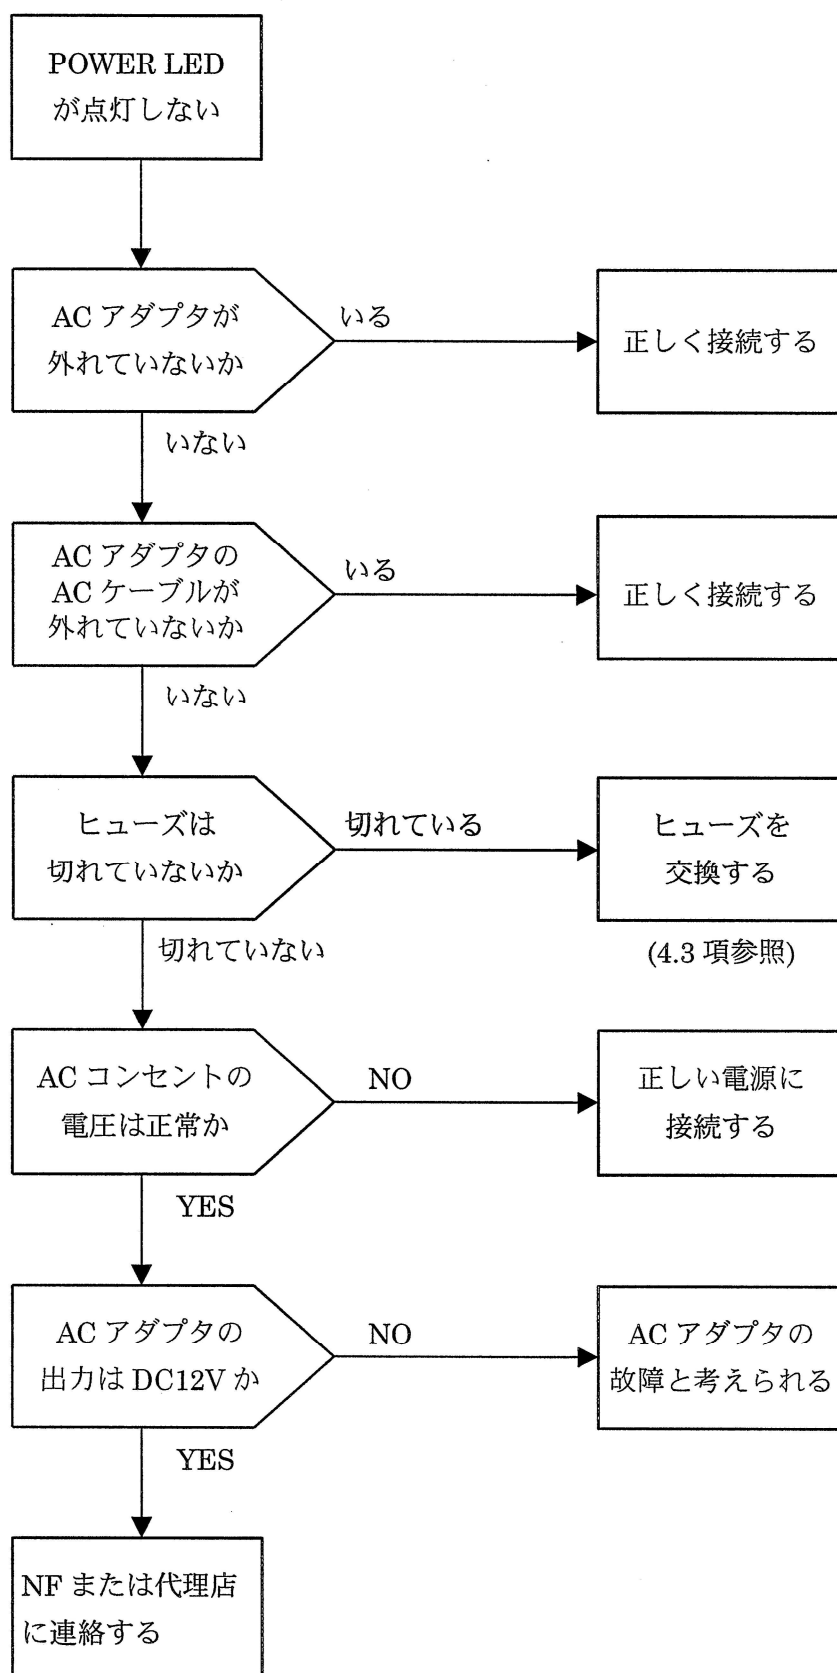 POWER LED
が点灯しない
AC アダプタが
外れていないか
いる
正しく接続する
いない
AC アダプタの
AC ケーブルが
外れていないか
いる
正しく接続する
いない
ヒューズは
切れていないか
切れている
ヒューズを
交換する
切れていない
(4.3 項参照)
AC コンセントの
電圧は正常か
NO
正しい電源に
接続する
YES
AC アダプタの
出力は DC12V か
NO
AC アダプタの
故障と考えられる
YES
NF または代理店
に連絡する